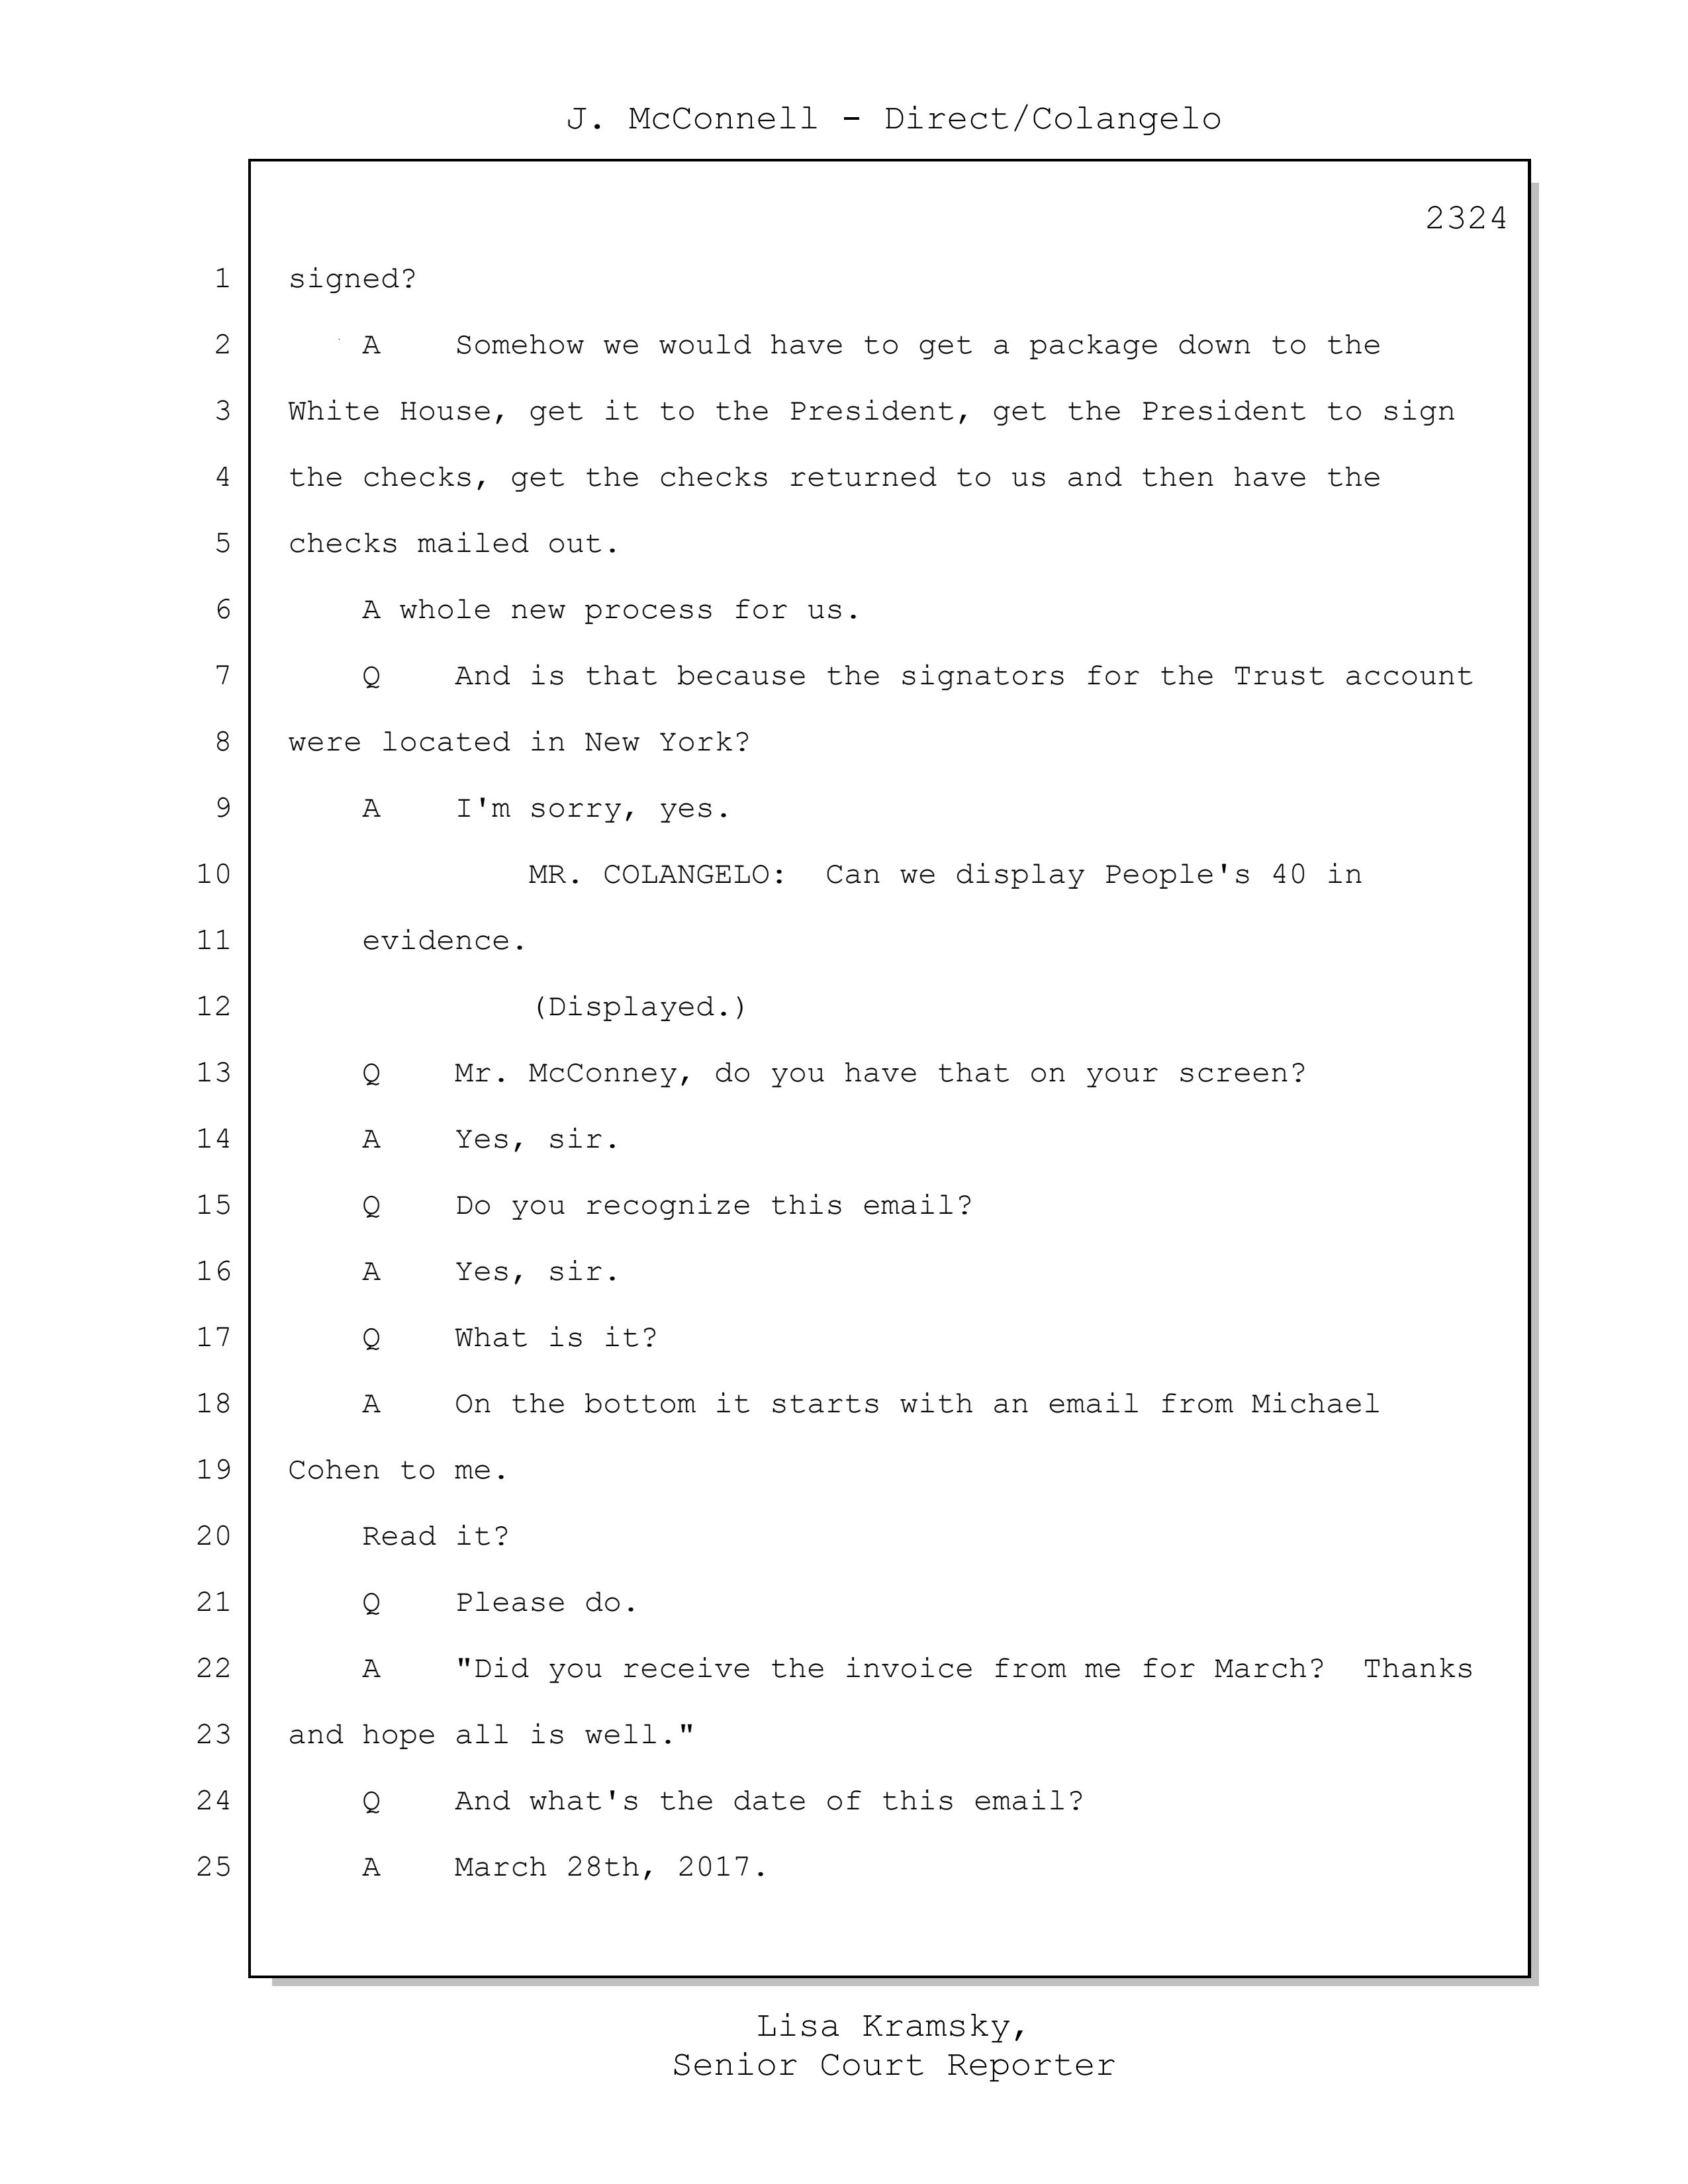 J. McConnell - Direct/Colangelo
2324
1 signed?
2 A Somehow we would have to get a package down to the
3 White House, get it to the President, get the President to sign
4 the checks, get the checks returned to us and then have the
5 checks mailed out.
6 A whole new process for us.
7 Q And is that because the signators for the Trust account
8 were located in New York?
9 A I'm sorry, yes.
10 MR. COLANGELO: Can we display People's 40 in
11 evidence.
12 (Displayed.)
13 Q Mr. McConney, do you have that on your screen?
14 A Yes, sir.
15 Q Do you recognize this email?
16 A Yes, sir.
17 Q What is it?
18 A On the bottom it starts with an email from Michael
19 Cohen to me.
20 Read it?
21 Q Please do.
22 A "Did you receive the invoice from me for March? Thanks
23 and hope all is well."
24 Q And what's the date of this email?
25 A March 28th, 2017.
Lisa Kramsky,
Senior Court Reporter